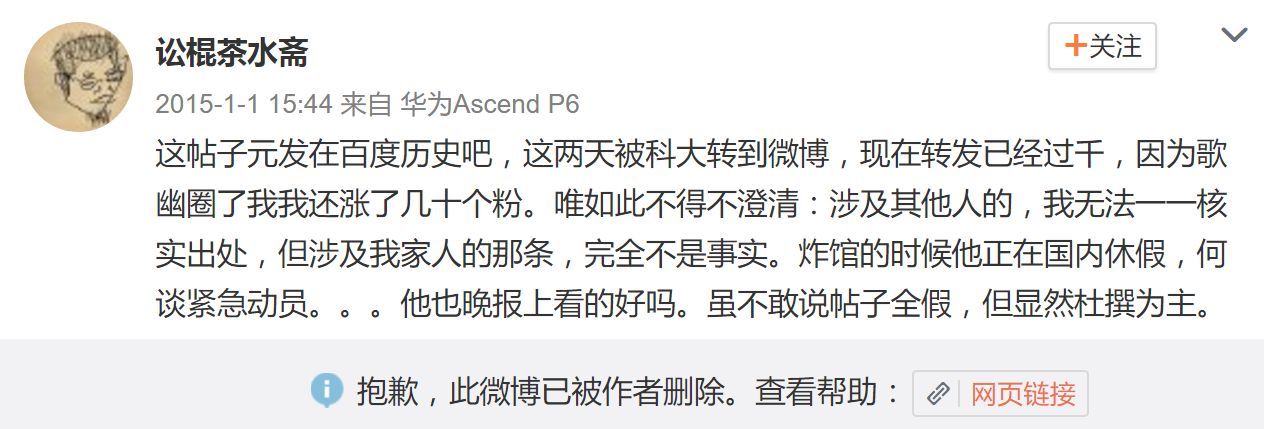 讼棍茶水斋
+关注
2015-1-1 15:44 来自 华为Ascend P6
这帖子元发在百度历史吧，这两天被科大转到微博，现在转发已经过千，因为歌
幽圈了我我还涨了几十个粉。唯如此不得不澄清：涉及其他人的，我无法一一核
实出处，但涉及我家人的那条，完全不是事实。炸馆的时候他正在国内休假，何
谈紧急动员。。。他也晚报上看的好吗。虽不敢说帖子全假，但显然杜撰为主。
抱歉，此微博已被作者删除。查看帮助： 网页链接